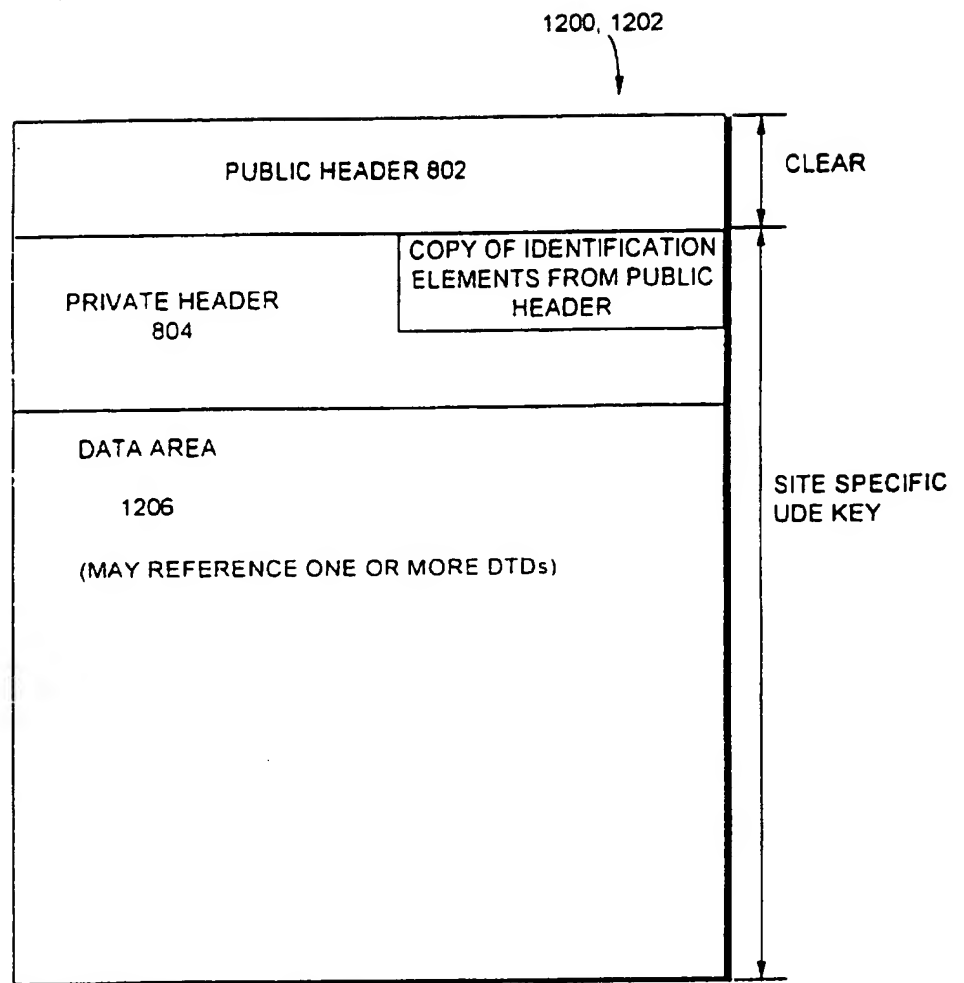 1200, 1202
PUBLIC HEADER 802
CLEAR
COPY OF IDENTIFICATION
ELEMENTS FROM PUBLIC
HEADER
PRIVATE HEADER
804
DATA AREA
1206
(MAY REFERENCE ONE OR MORE DTDs)
SITE SPECIFIC
UDE KEY